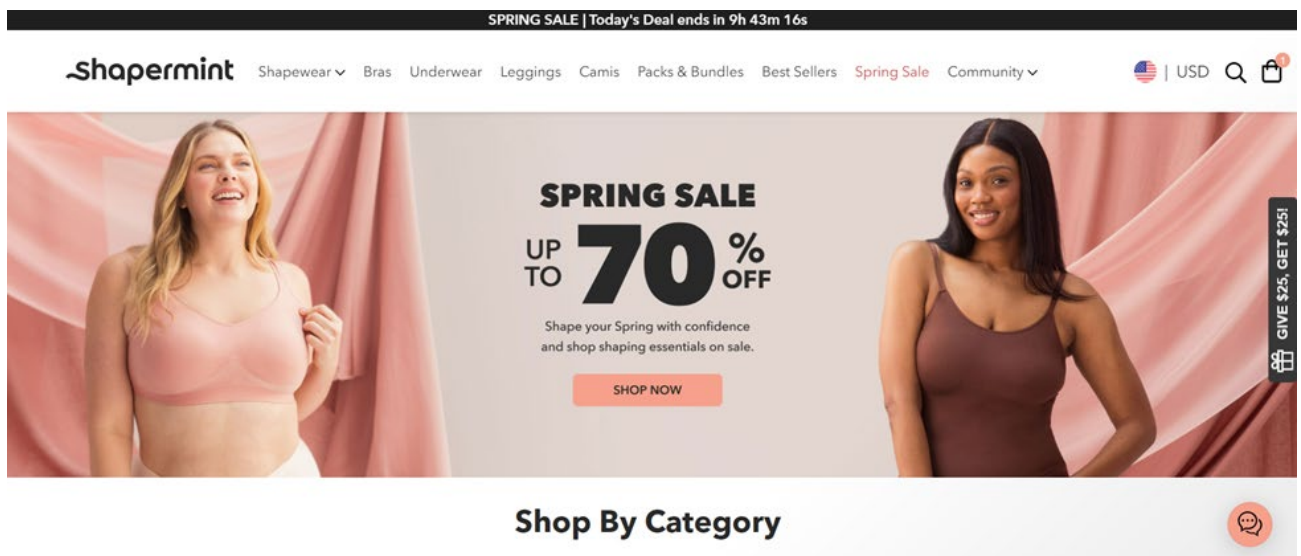 SPRING SALE | Today's Deal ends in 9h 43m 16s
Shapermint
Shapewear Bras Underwear Leggings Camis Packs & Bundles Best Sellers Spring Sale Community
| USD
1
SPRING SALE
UP TO 70% OFF
Shape your Spring with confidence
and shop shaping essentials on sale.
SHOP NOW
GIVE $25, GET $25!
Shop By Category